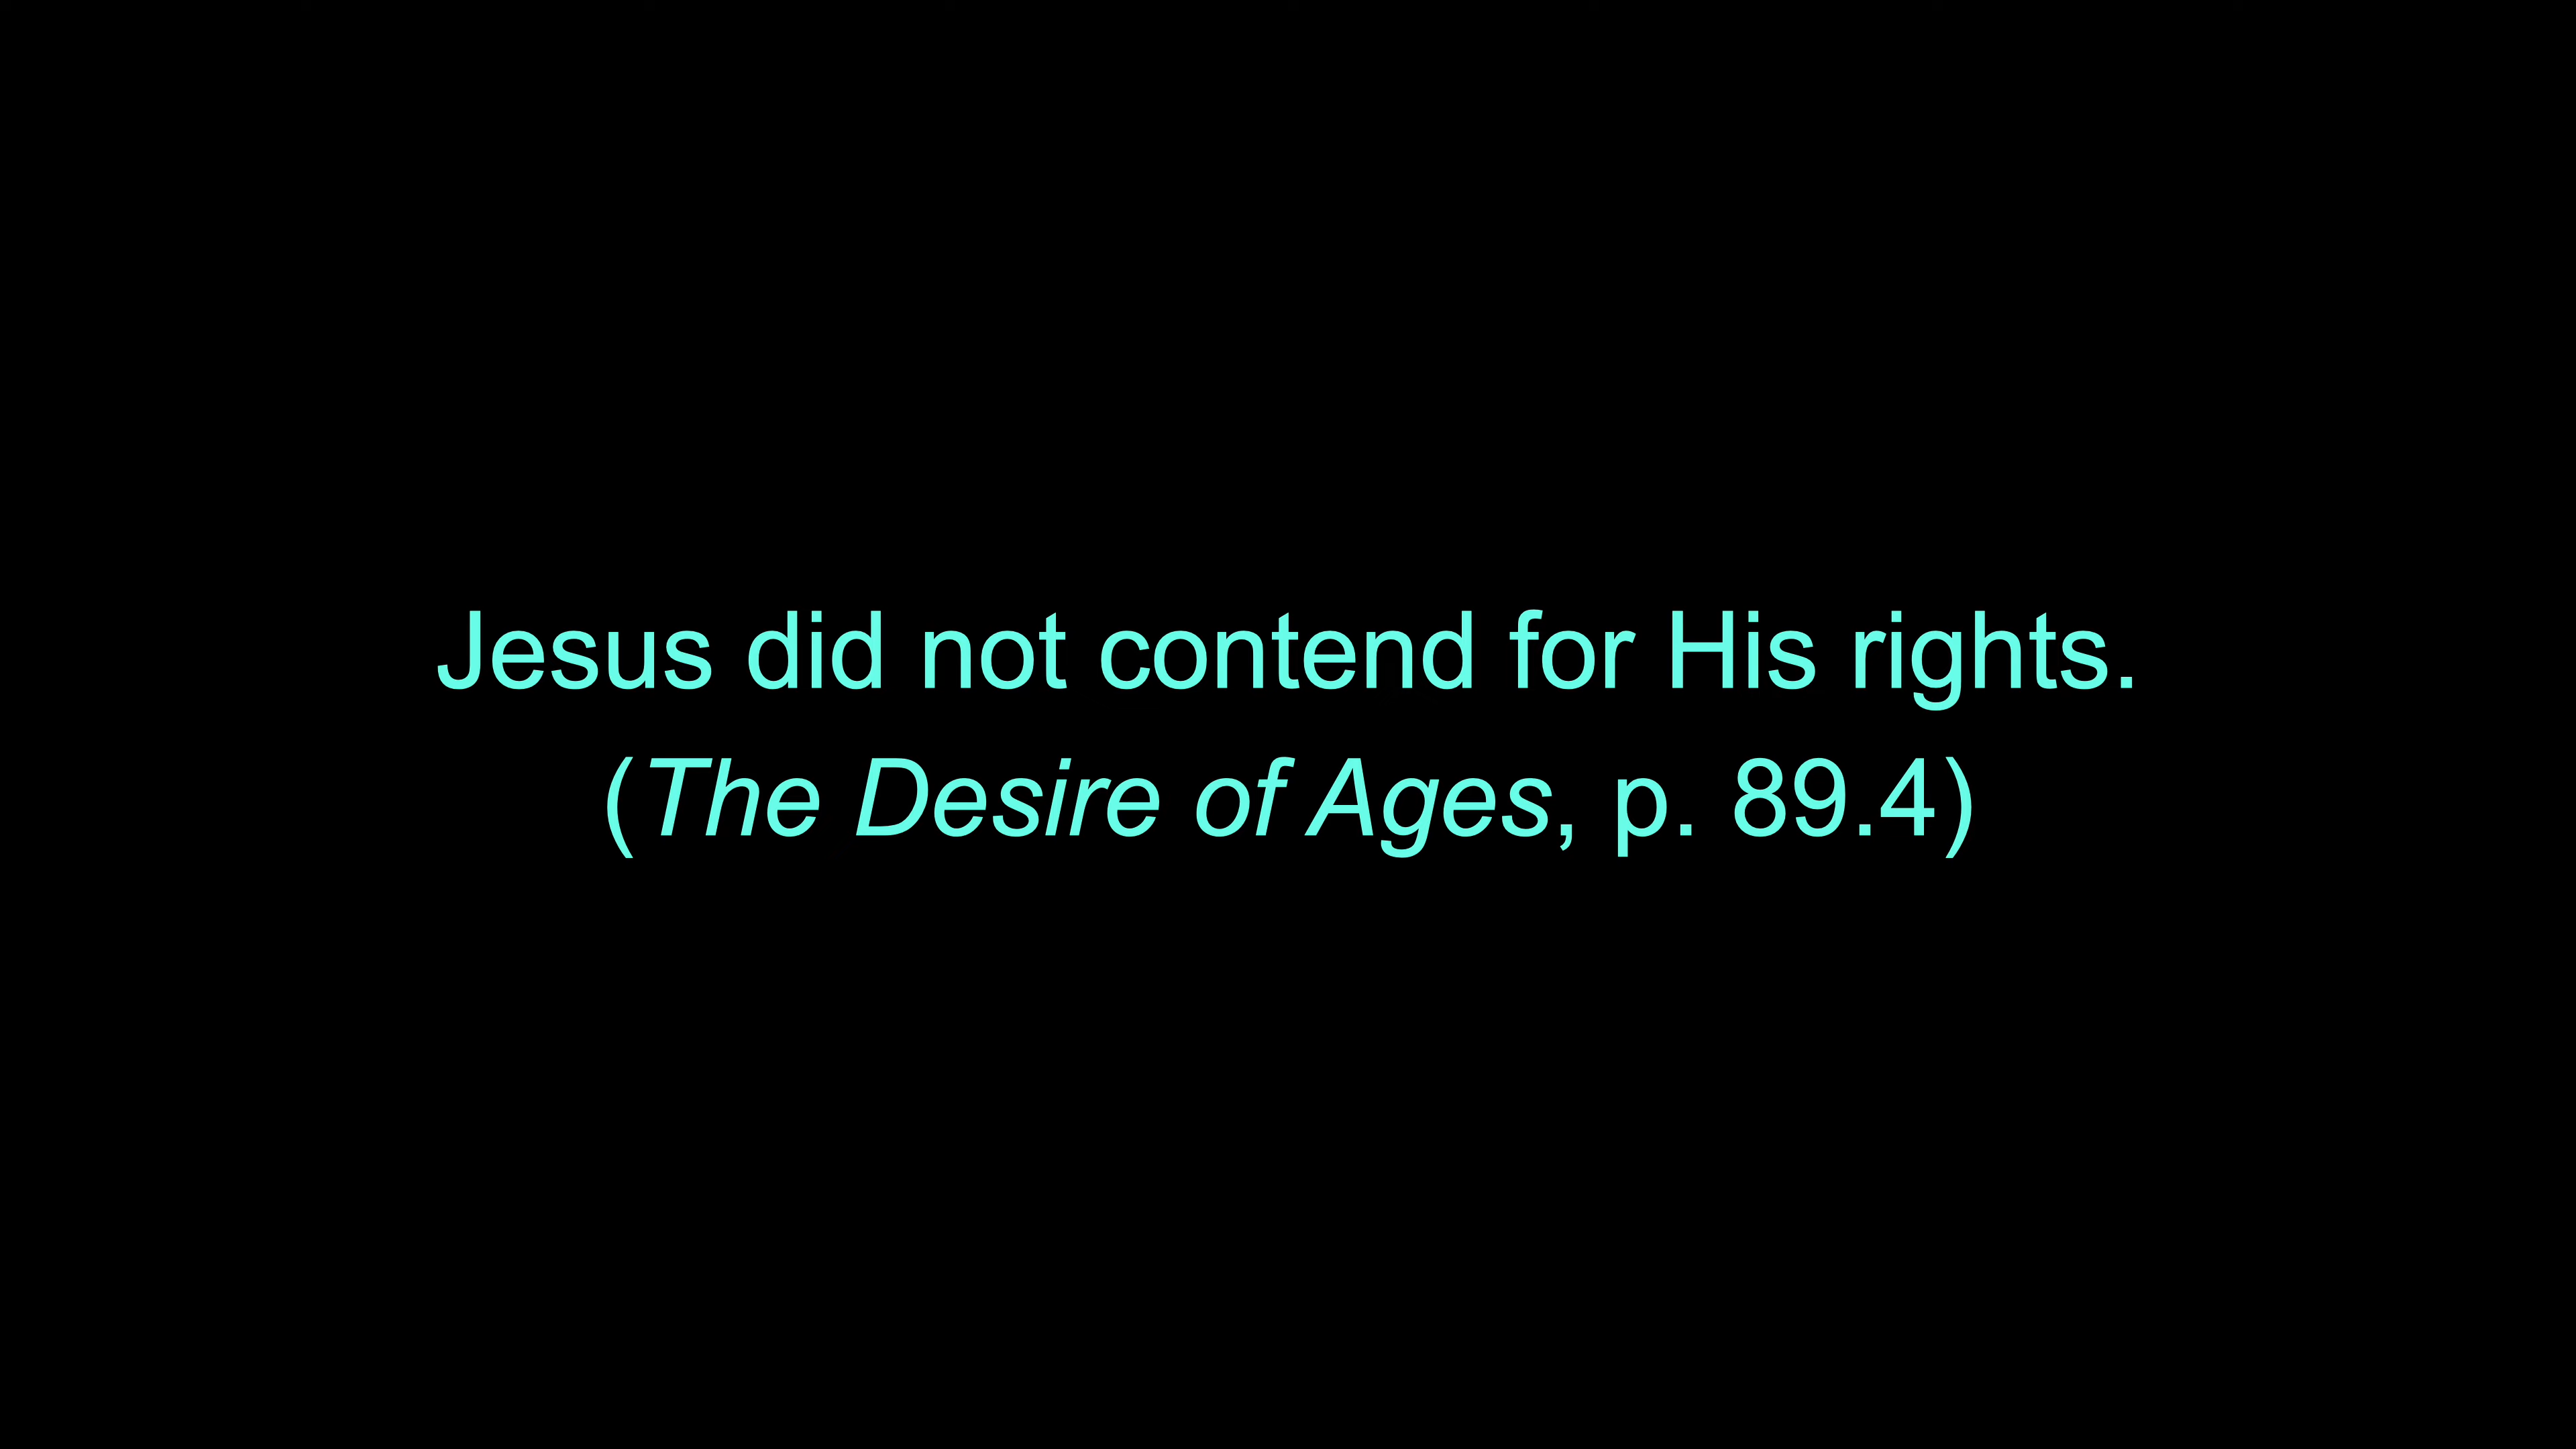 Jesus did not contend for His rights.
(The Desire of Ages, p. 89.4)